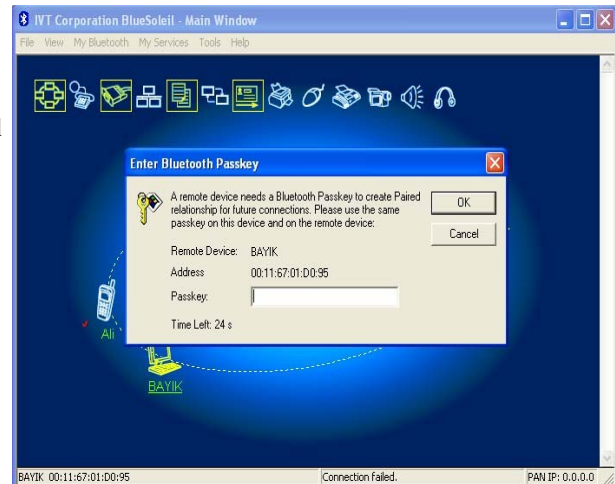 IVT Corporation BlueSoleil - Main Window
File View My Bluetooth My Services Tools Help
Enter Bluetooth Passkey
A remote device needs a Bluetooth Passkey to create Paired
relationship for future connections. Please use the same
passkey on this device and on the remote device:
OK
Cancel
Remote Device: BAYIK
Address 00:11:67:01:D0:95
Passkey:
Time Left: 24 s
Ali
BAYIK
BAYIK 00:11:67:01:D0:95 Connection failed. PAN IP: 0.0.0.0